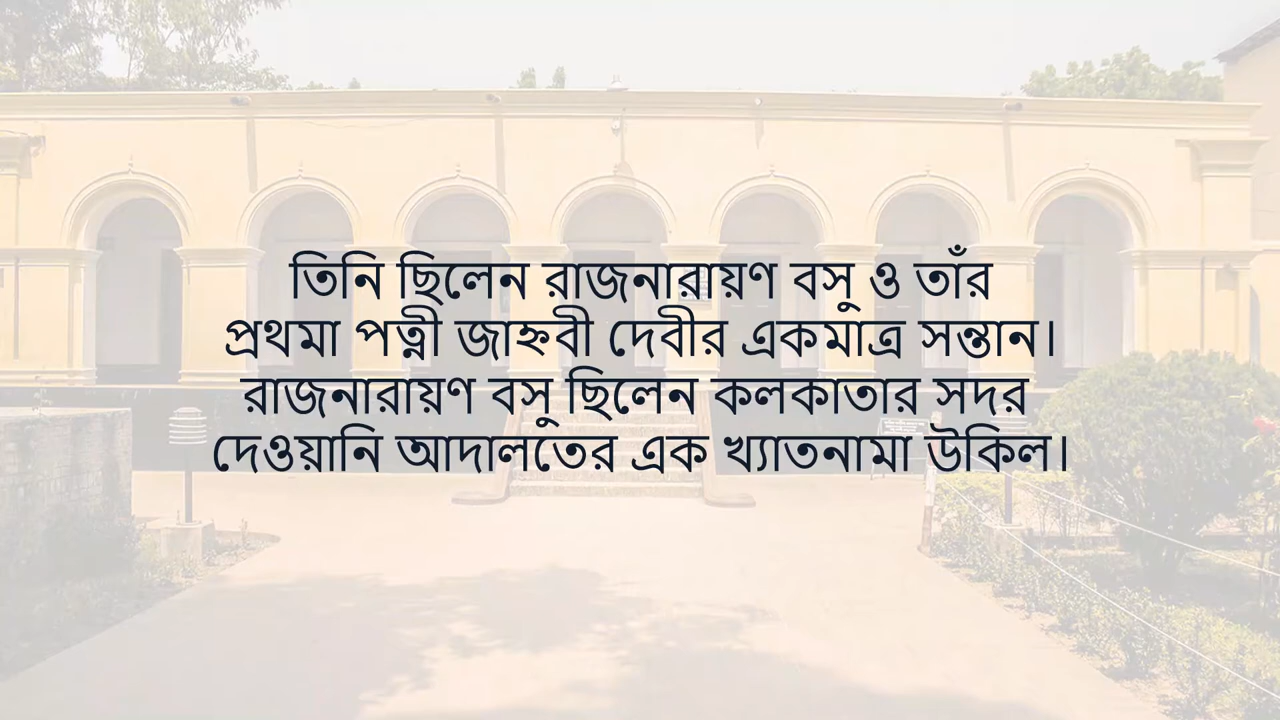 তিনি ছিলেন রাজনারায়ণ বসু ও তাঁর
প্রথমা পত্নী জাহ্নবী দেবীর একমাত্র সন্তান।
রাজনারায়ণ বসু ছিলেন কলকাতার সদর
দেওয়ানি আদালতের এক খ্যাতনামা উকিল।